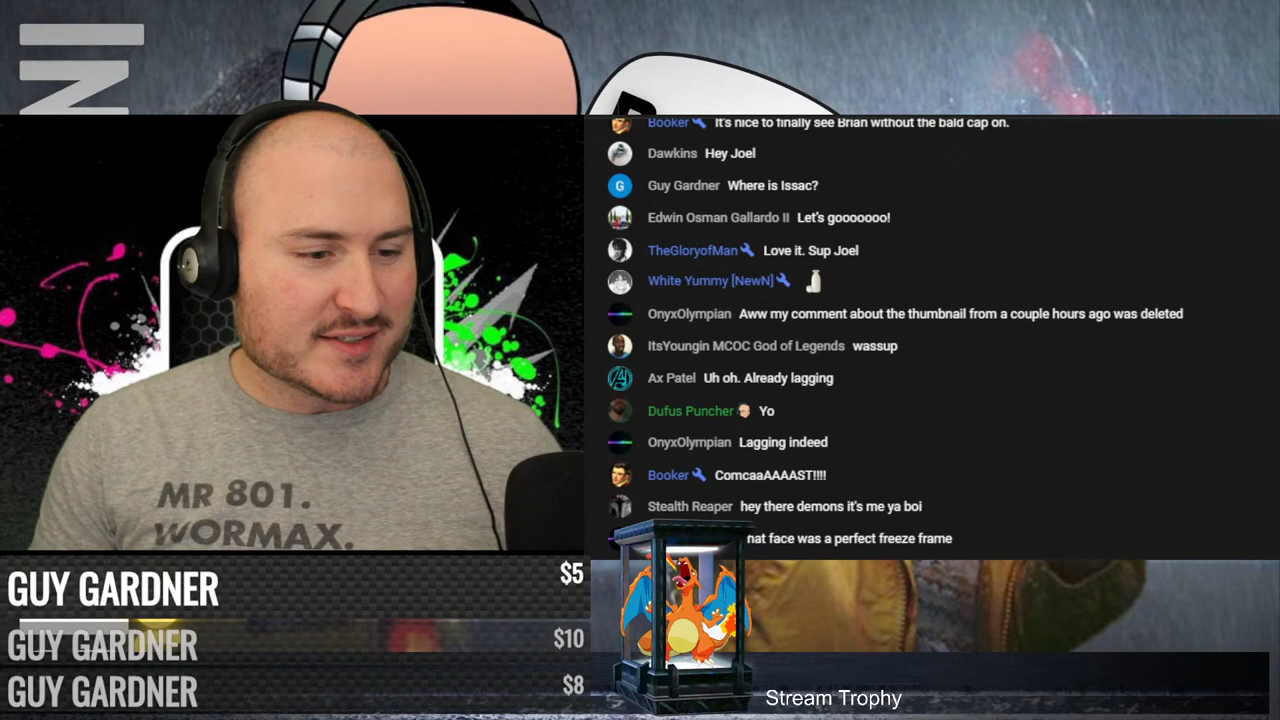 IN
Booker It's nice to finally see Brian without the bald cap on.
Dawkins Hey Joel
G Guy Gardner Where is Issac?
Edwin Osman Gallardo II Let's gooooooo!
TheGloryofMan Love it. Sup Joel
White Yummy [NewN]
OnyxOlympian Aww my comment about the thumbnail from a couple hours ago was deleted
ItsYoungin MCOC God of Legends wassup
Ax Patel Uh oh. Already lagging
Dufus Puncher Yo
OnyxOlympian Lagging indeed
Booker ComcaaAAAAST!!!!
Stealth Reaper hey there demons it's me ya boi
face was a perfect freeze frame
MR 801.
WORMAX.
GUY GARDNER $5
GUY GARDNER $10
GUY GARDNER $8
Stream Trophy